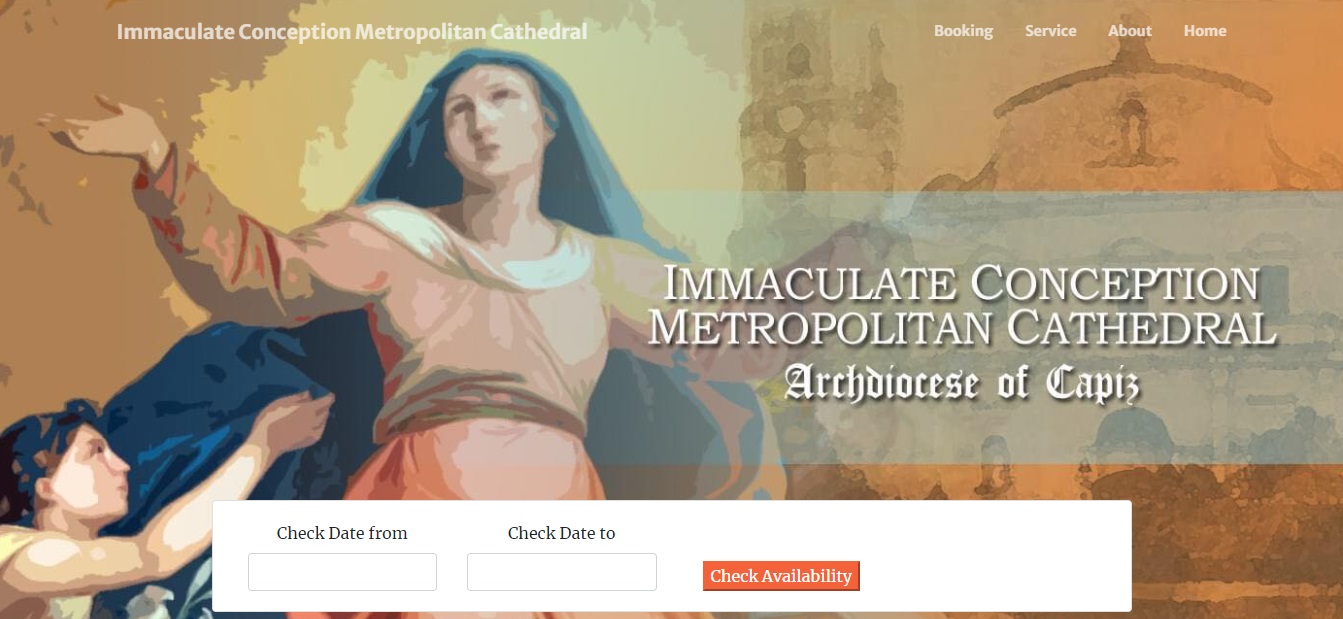 Immaculate Conception Metropolitan Cathedral
Booking Service About Home
IMMACULATE CONCEPTION
METROPOLITAN CATHEDRAL
Archdiocese of Capiz
Check Date from
Check Date to
Check Availability